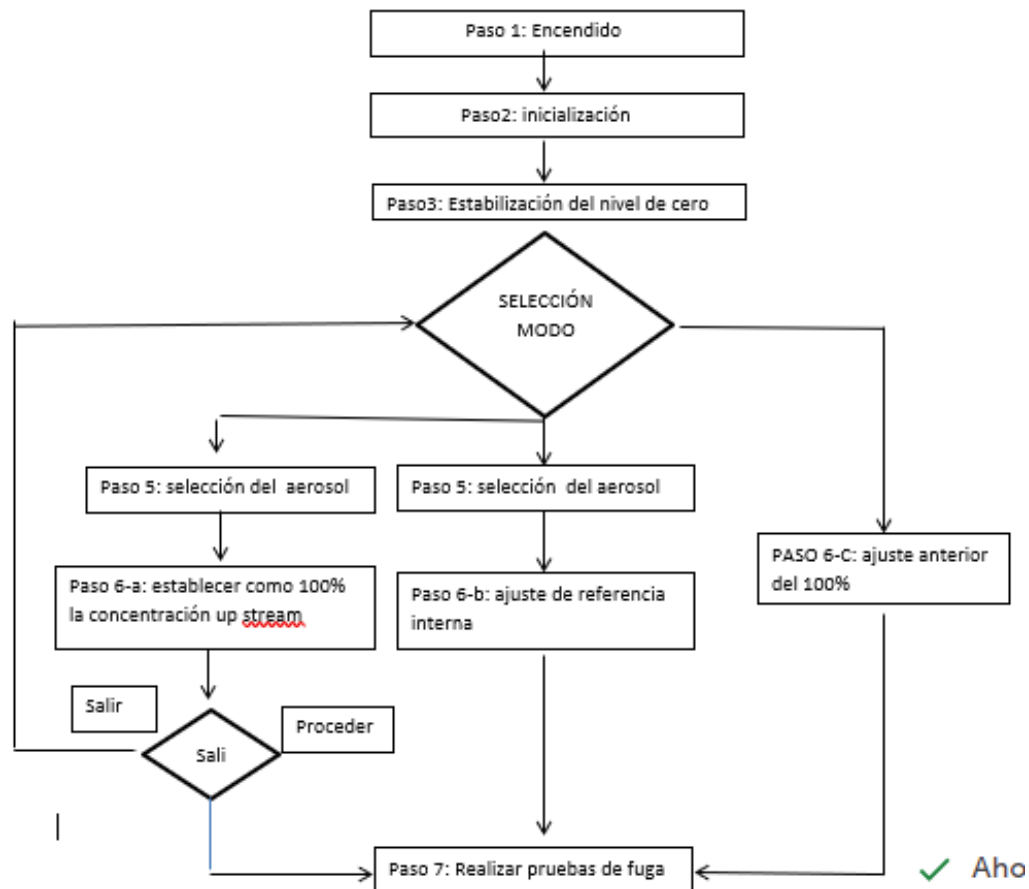 Paso 1: Encendido
Paso2: inicialización
Paso3: Estabilización del nivel de cero
SELECCIÓN
MODO
Paso 5: selección del aerosol
Paso 5: selección del aerosol
Paso 6-a: establecer como 100%
la concentración up stream
Paso 6-b: ajuste de referencia
interna
PASO 6-C: ajuste anterior
del 100%
Salir
Proceder
Sali
Paso 7: Realizar pruebas de fuga
Aho